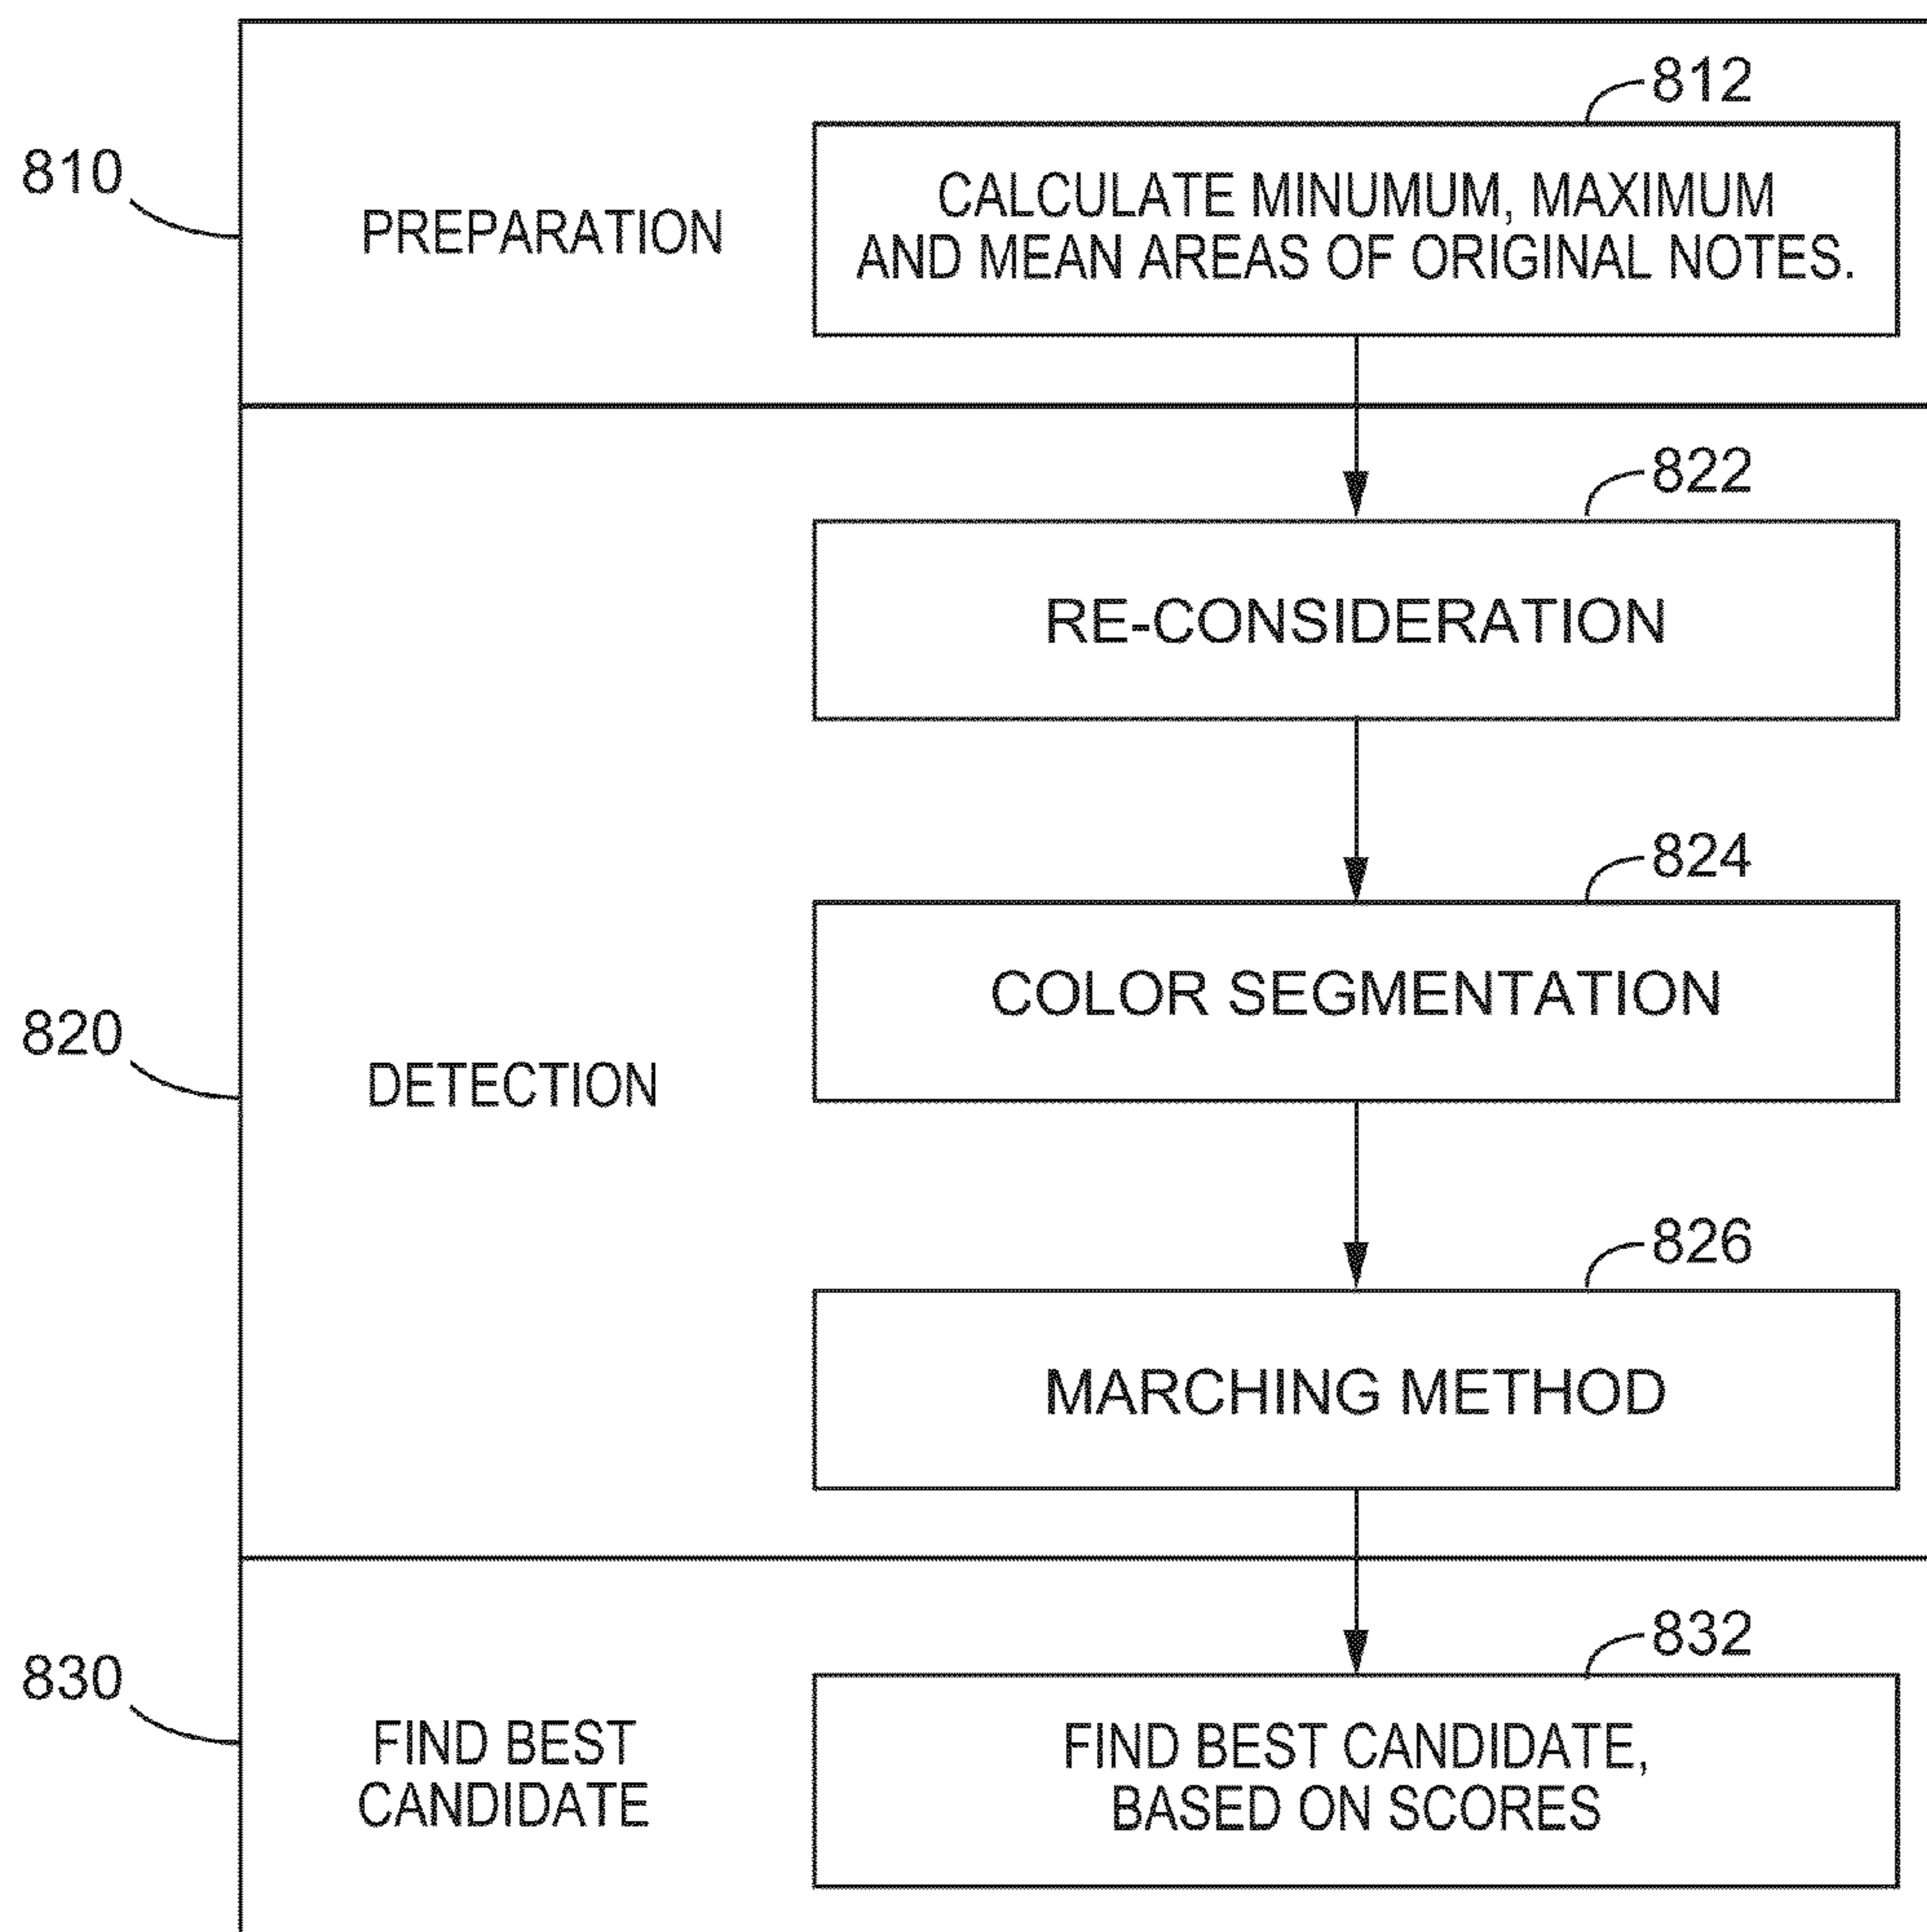 812
810
PREPARATION
CALCULATE MINUMUM, MAXIMUM
AND MEAN AREAS OF ORIGINAL NOTES.
822
RE-CONSIDERATION
824
COLOR SEGMENTATION
820
DETECTION
826
MARCHING METHOD
832
830
FIND BEST
CANDIDATE
FIND BEST CANDIDATE,
BASED ON SCORES